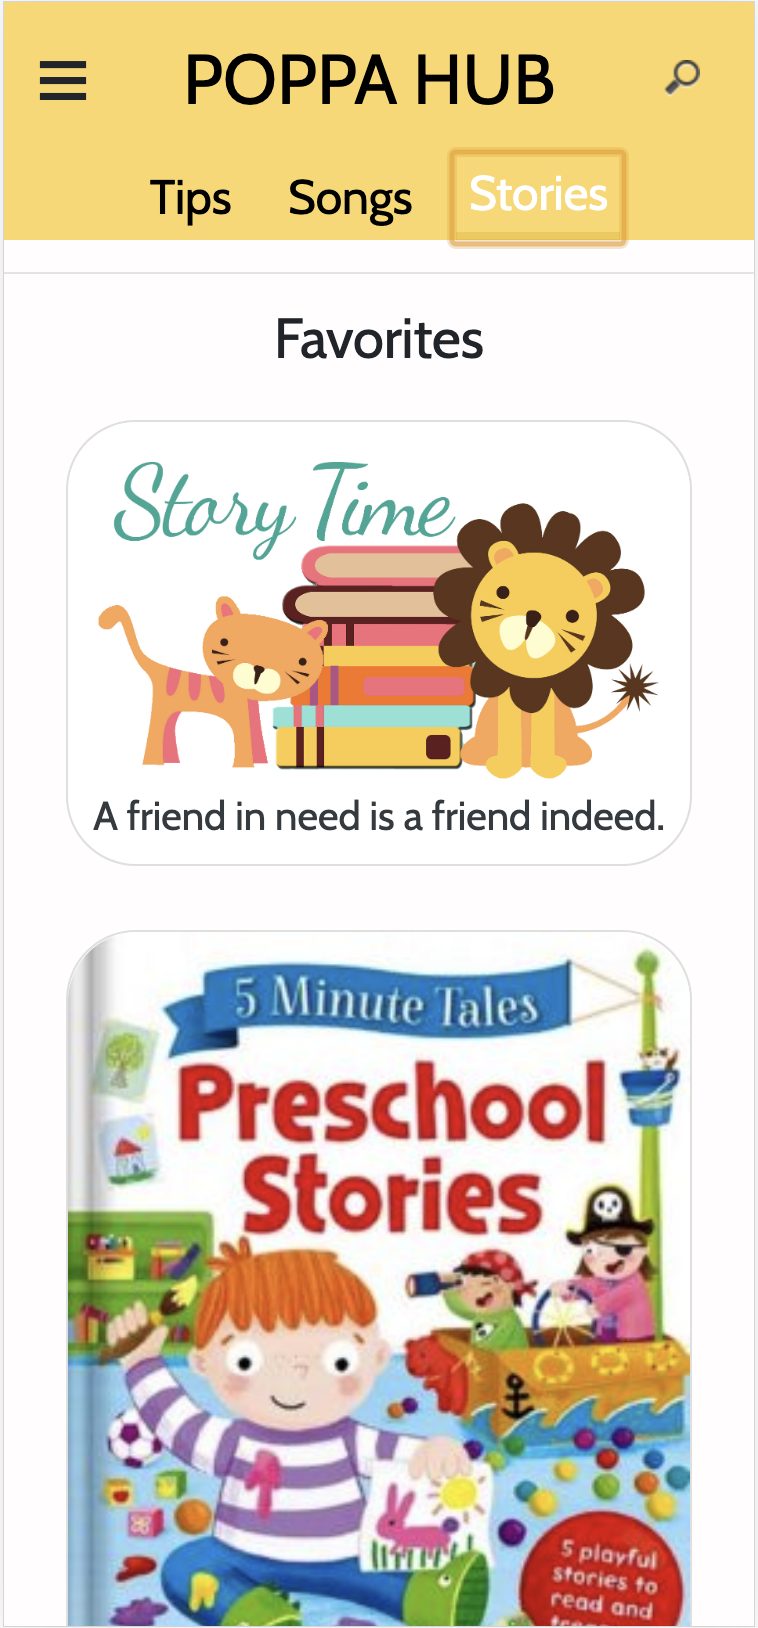 POPPA HUB
Tips Songs Stories
Favorites
Story Time
A friend in need is a friend indeed.
5 Minute Tales
Preschool
Stories
5 playful
stories to
read and